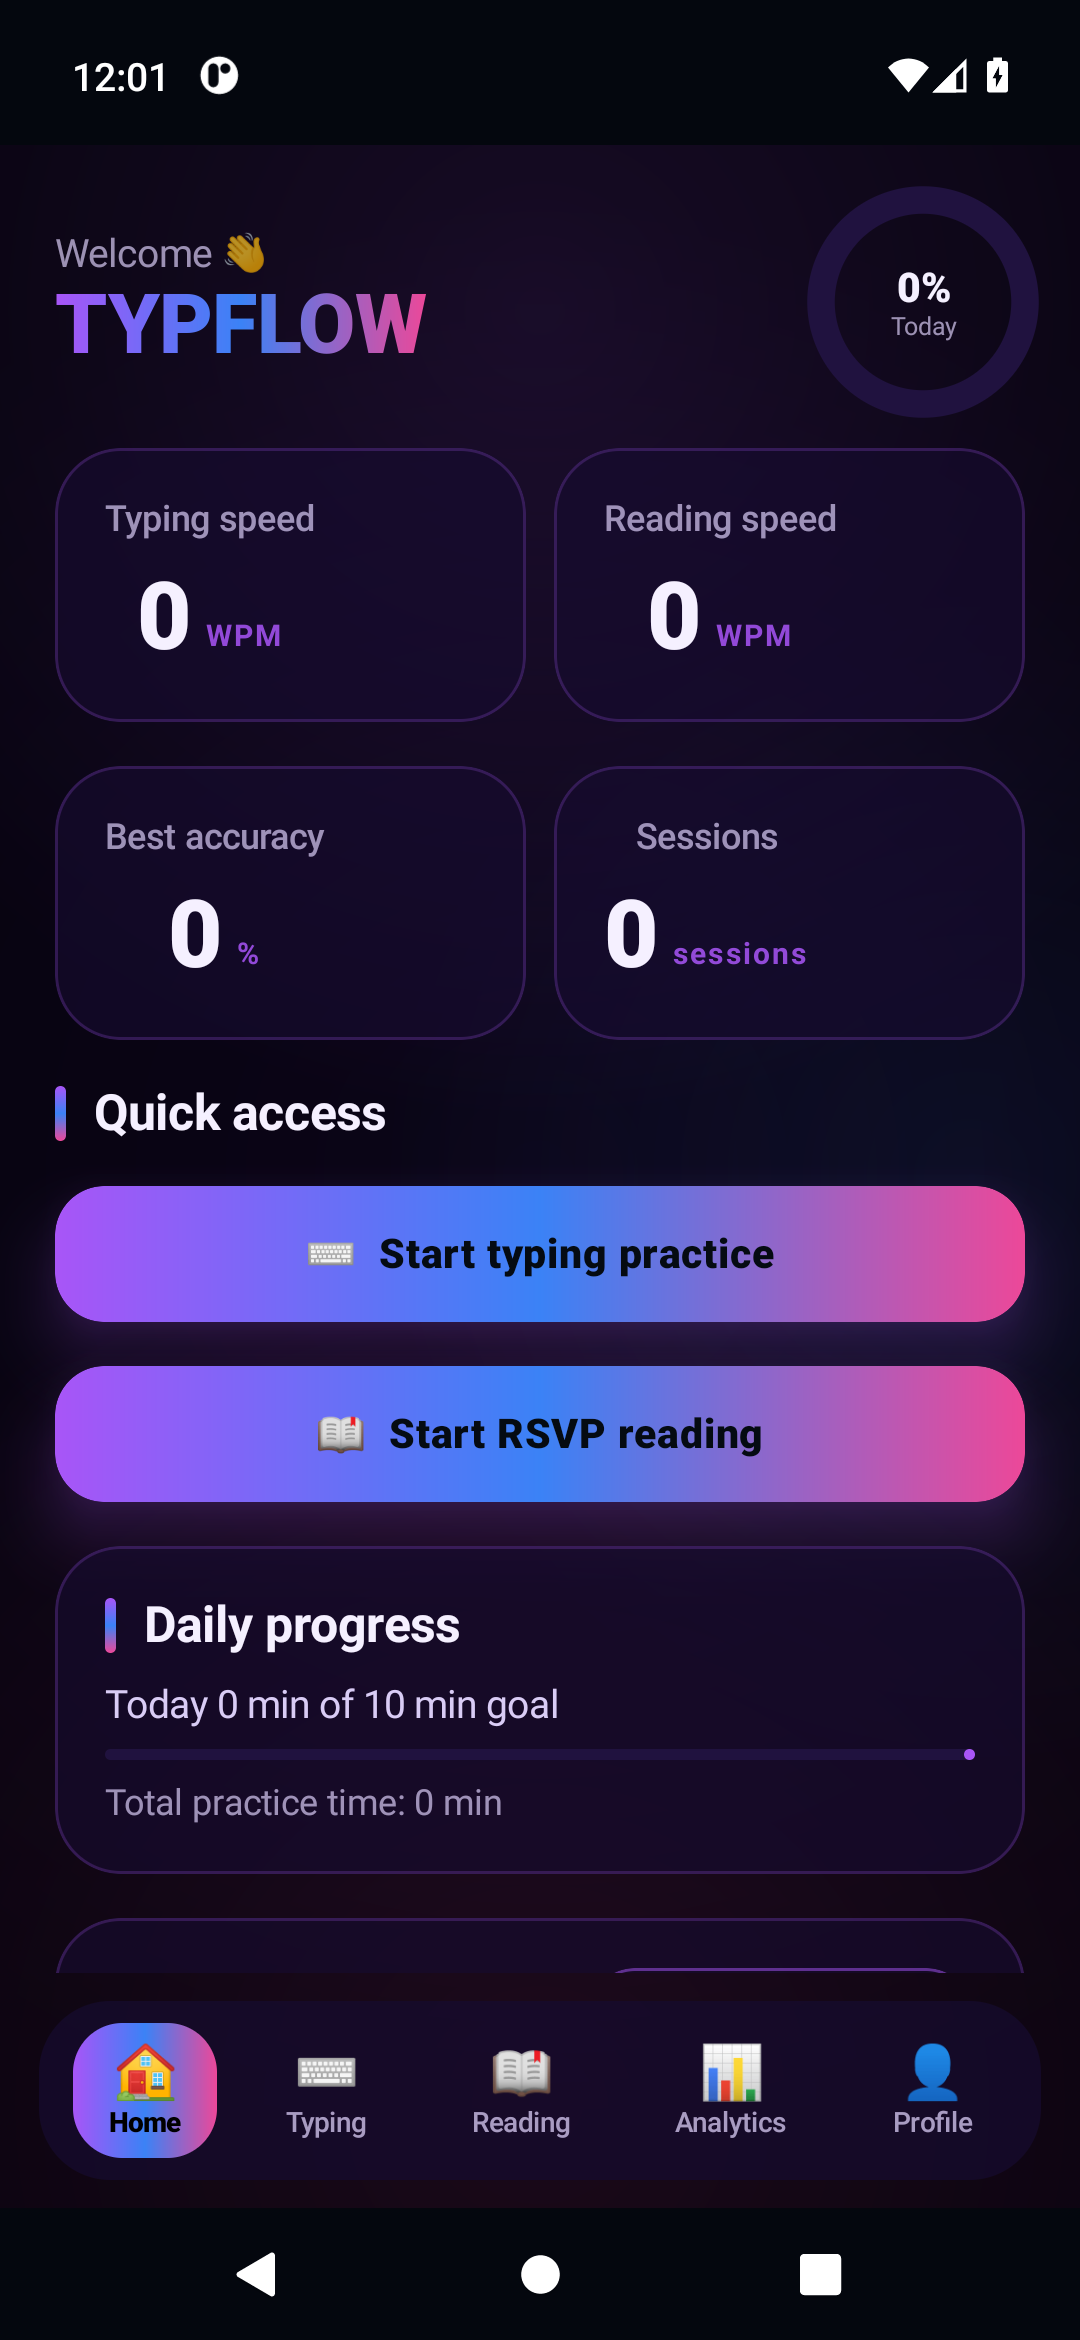 12:01
Welcome 👋
TYPFLOW
0%
Today
Typing speed
0 WPM
Reading speed
0 WPM
Best accuracy
0 %
Sessions
0 sessions
Quick access
Start typing practice
Start RSVP reading
Daily progress
Today 0 min of 10 min goal
Total practice time: 0 min
Home
Typing
Reading
Analytics
Profile